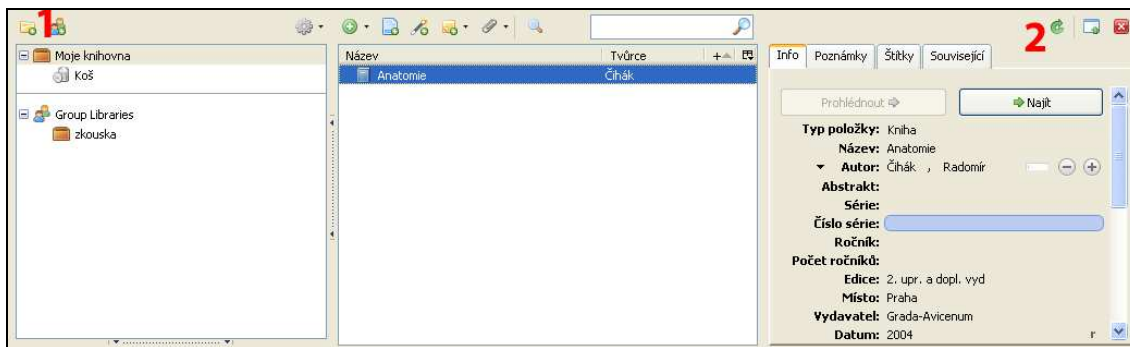 1
2
Moje knihovna
Koš
Group Libraries
zkouska
Název Tvůrce +
Anatomie Čihák
Info Poznámky Štítky Související
Prohlédnout Najít
Typ položky: Kniha
Název: Anatomie
Autor: Čihák , Radomír
Abstrakt:
Série:
Číslo série:
Ročník:
Počet ročníků:
Edice: 2. upr. a dopl. vyd
Místo: Praha
Vydavatel: Grada-Avicenum
Datum: 2004 r